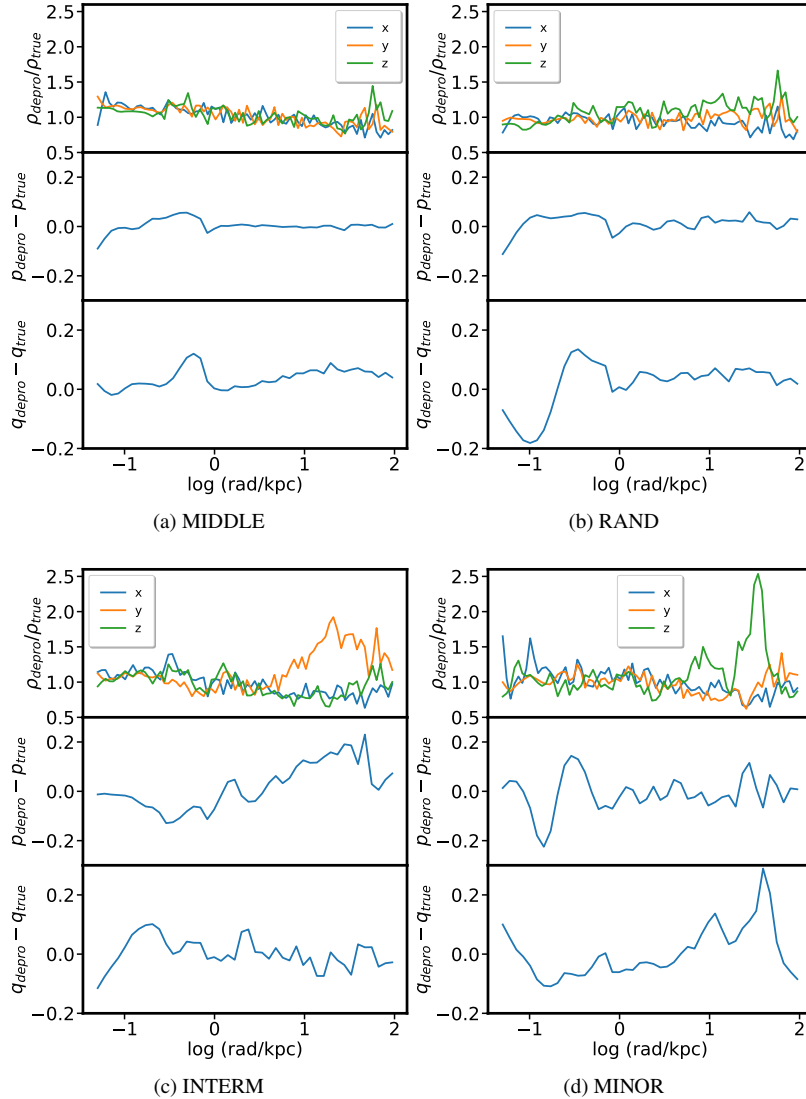 2.5
2.0
1.5
1.0
0.5
ρ_depro/ρ_true
x
y
z
0.2
0.0
−0.2
p_depro − p_true
0.2
0.0
−0.2
q_depro − q_true
−1 0 1 2
log (rad/kpc)
(a) MIDDLE
2.5
2.0
1.5
1.0
0.5
ρ_depro/ρ_true
x
y
z
0.2
0.0
−0.2
p_depro − p_true
0.2
0.0
−0.2
q_depro − q_true
−1 0 1 2
log (rad/kpc)
(b) RAND
2.5
2.0
1.5
1.0
0.5
ρ_depro/ρ_true
x
y
z
0.2
0.0
−0.2
p_depro − p_true
0.2
0.0
−0.2
q_depro − q_true
−1 0 1 2
log (rad/kpc)
(c) INTERM
2.5
2.0
1.5
1.0
0.5
ρ_depro/ρ_true
x
y
z
0.2
0.0
−0.2
p_depro − p_true
0.2
0.0
−0.2
q_depro − q_true
−1 0 1 2
log (rad/kpc)
(d) MINOR